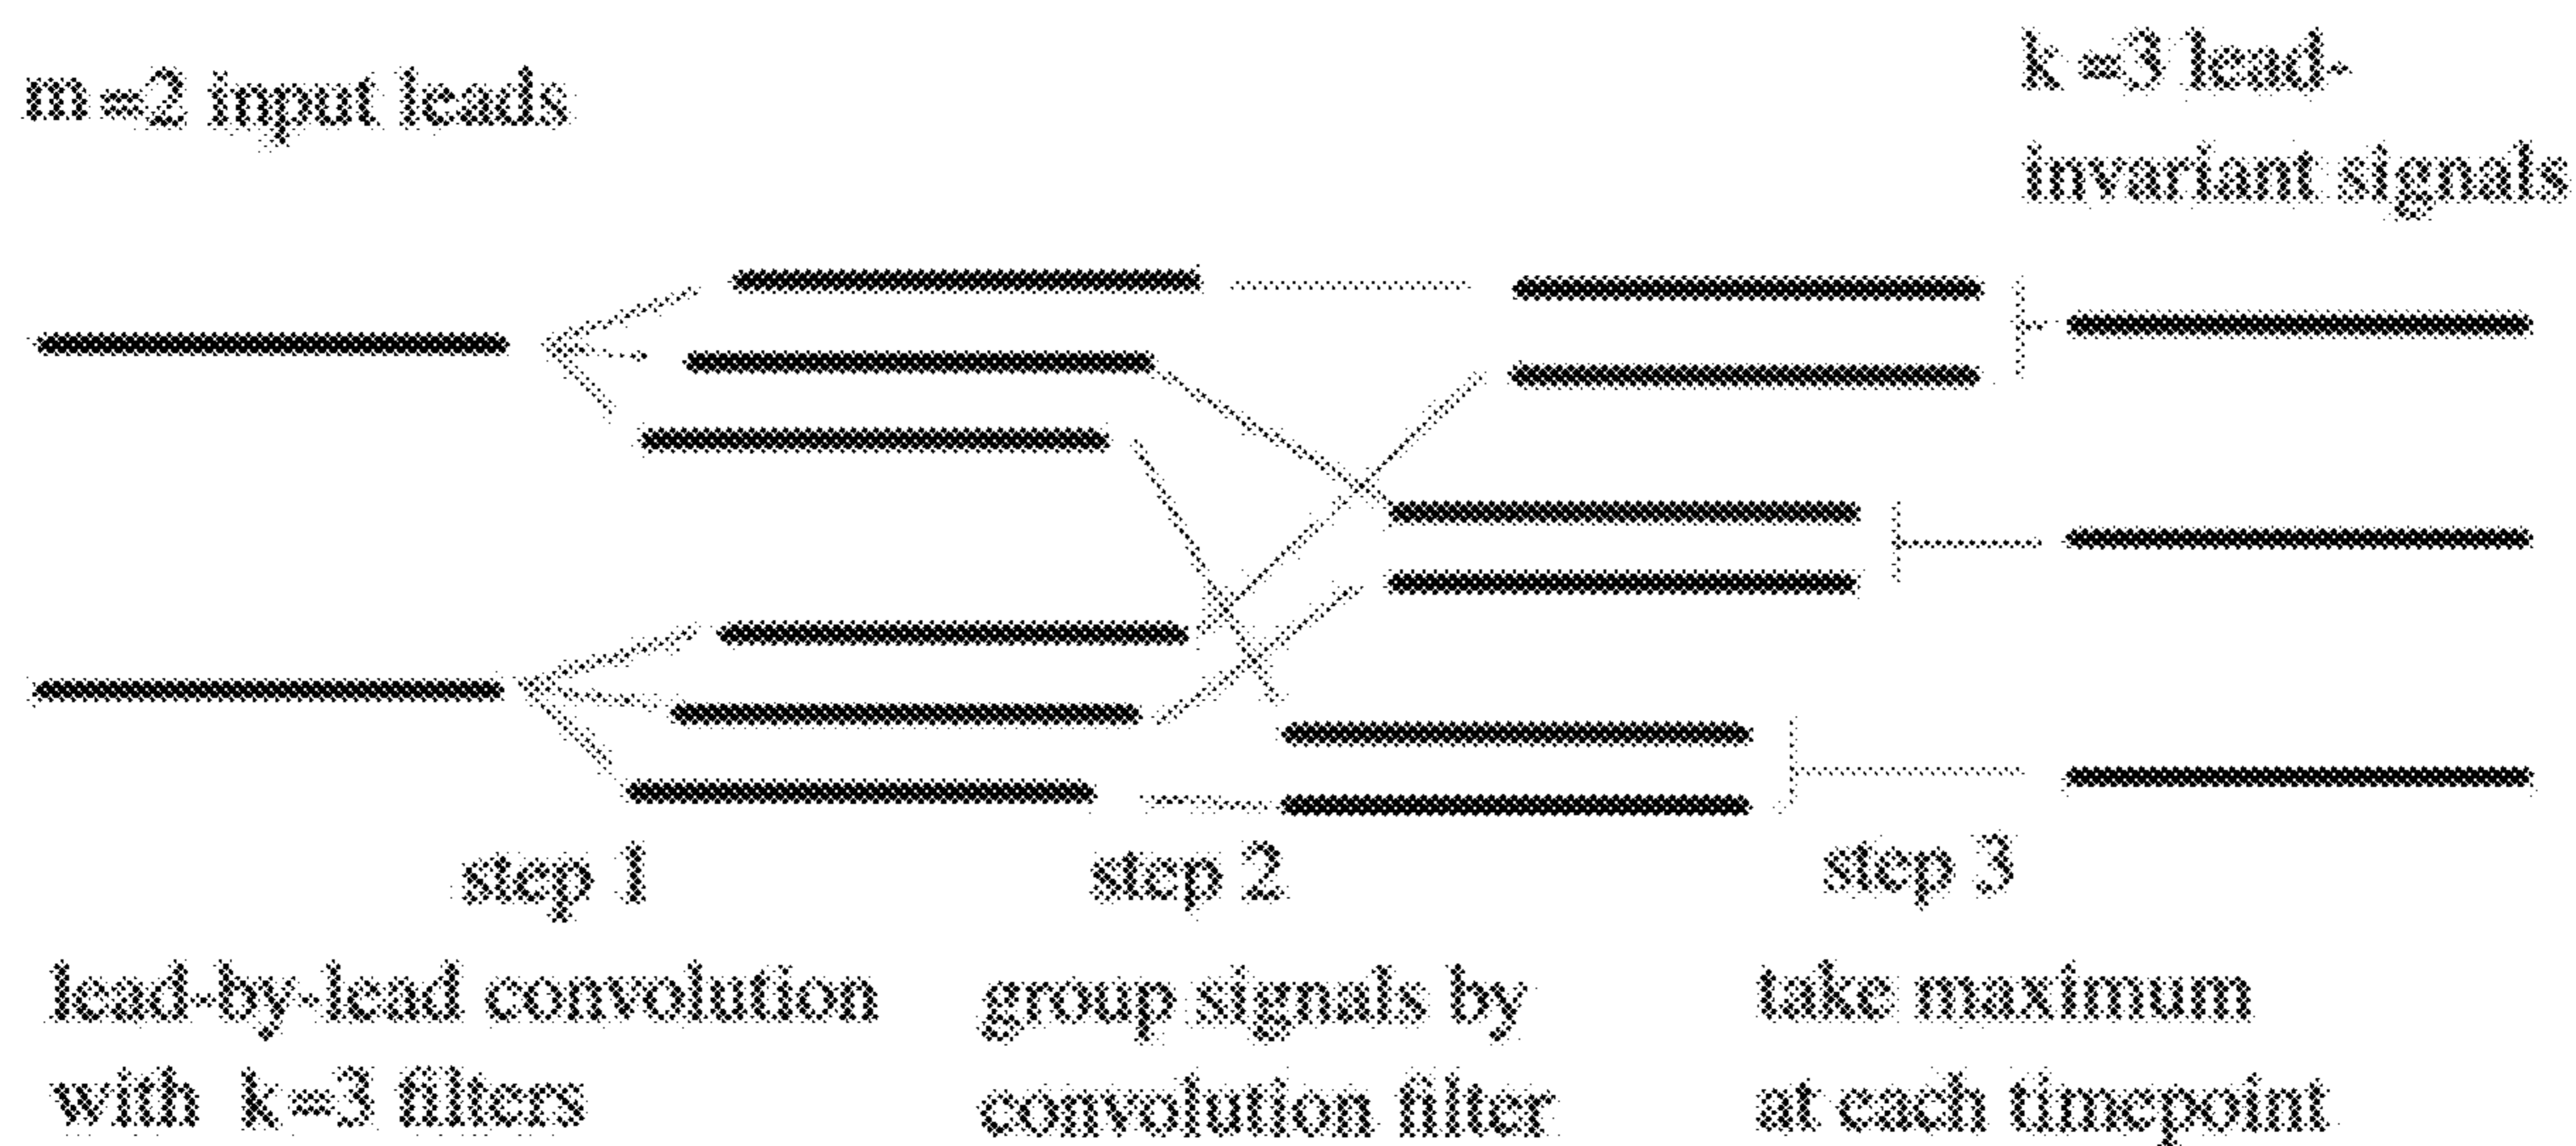 m=2 input leads
k=3 lead-
invariant signals
step 1
step 2
step 3
lead-by-lead convolution
with k=3 filters
group signals by
convolution filter
take maximum
at each timepoint